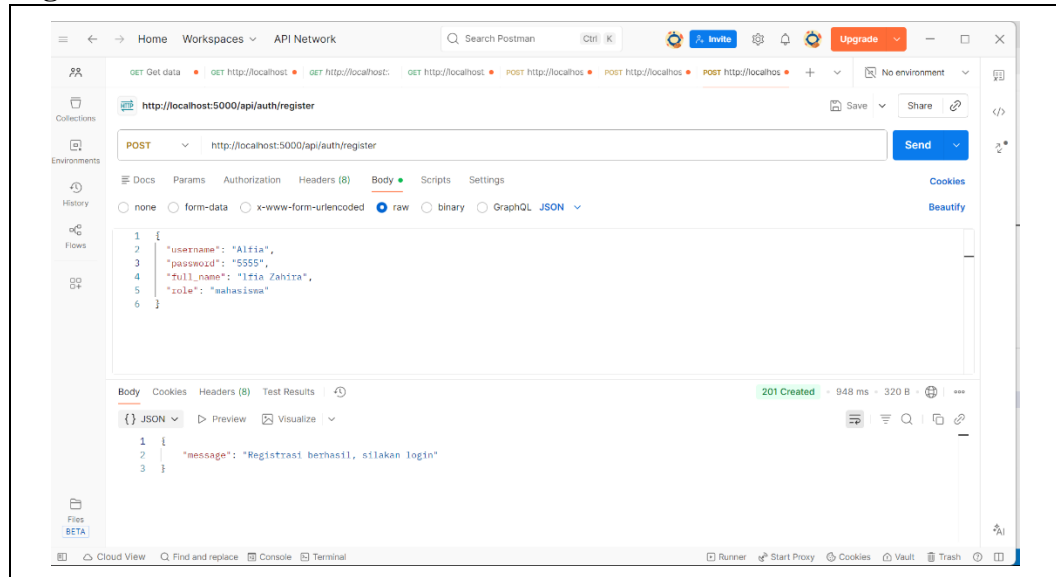 Home Workspaces API Network Search Postman Ctrl K Invite Upgrade
GET Get data GET http://localhost GET http://localhost: GET http://localhost POST http://localhos POST http://localhos POST http://localhos + No environment
HTTP http://localhost:5000/api/auth/register Save Share
Collections
POST http://localhost:5000/api/auth/register Send
Environments
Docs Params Authorization Headers (8) Body Scripts Settings Cookies
History
none form-data x-www-form-urlencoded raw binary GraphQL JSON Beautify
Flows
1 {
2 "username": "Alfia",
3 "password": "5555",
4 "full_name": "lfia Zahira",
5 "role": "mahasiswa"
6 }
Body Cookies Headers (8) Test Results 201 Created 948 ms 320 B
{} JSON Preview Visualize
1 {
2 "message": "Registrasi berhasil, silakan login"
3 }
Files
BETA
AI
Cloud View Find and replace Console Terminal Runner Start Proxy Cookies Vault Trash